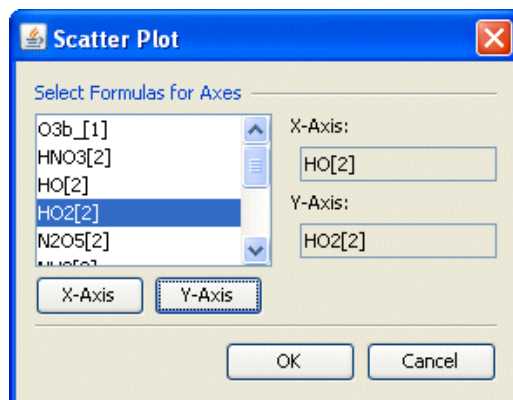 Scatter Plot
Select Formulas for Axes
O3b_[1]
HNO3[2]
HO[2]
HO2[2]
N2O5[2]
X-Axis:
HO[2]
Y-Axis:
HO2[2]
X-Axis
Y-Axis
OK
Cancel